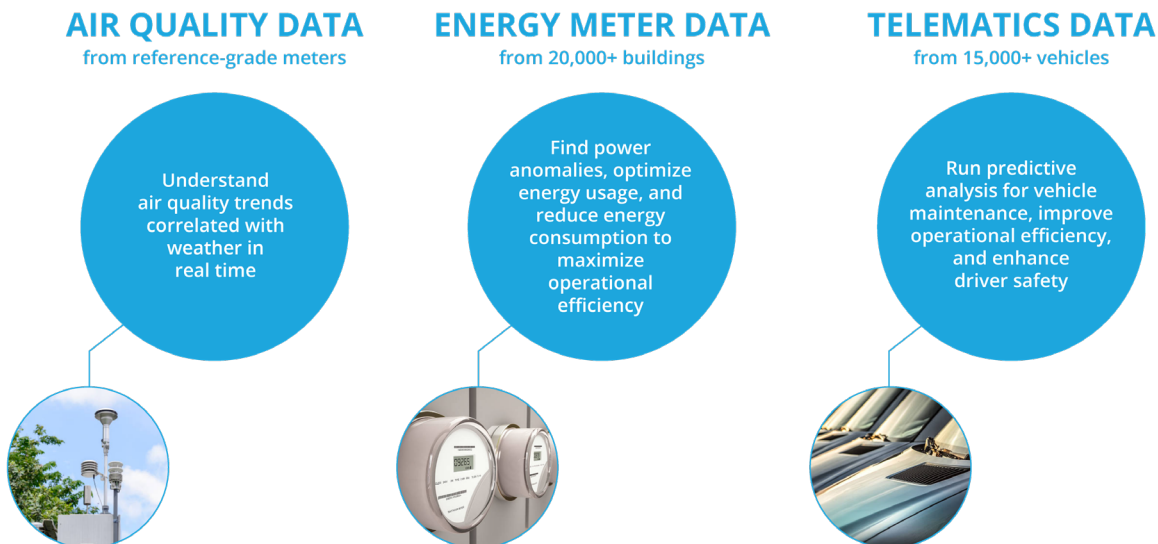 AIR QUALITY DATA
from reference-grade meters
Understand
air quality trends
correlated with
weather in
real time
ENERGY METER DATA
from 20,000+ buildings
Find power
anomalies, optimize
energy usage, and
reduce energy
consumption to
maximize
operational
efficiency
TELEMATICS DATA
from 15,000+ vehicles
Run predictive
analysis for vehicle
maintenance, improve
operational efficiency,
and enhance
driver safety